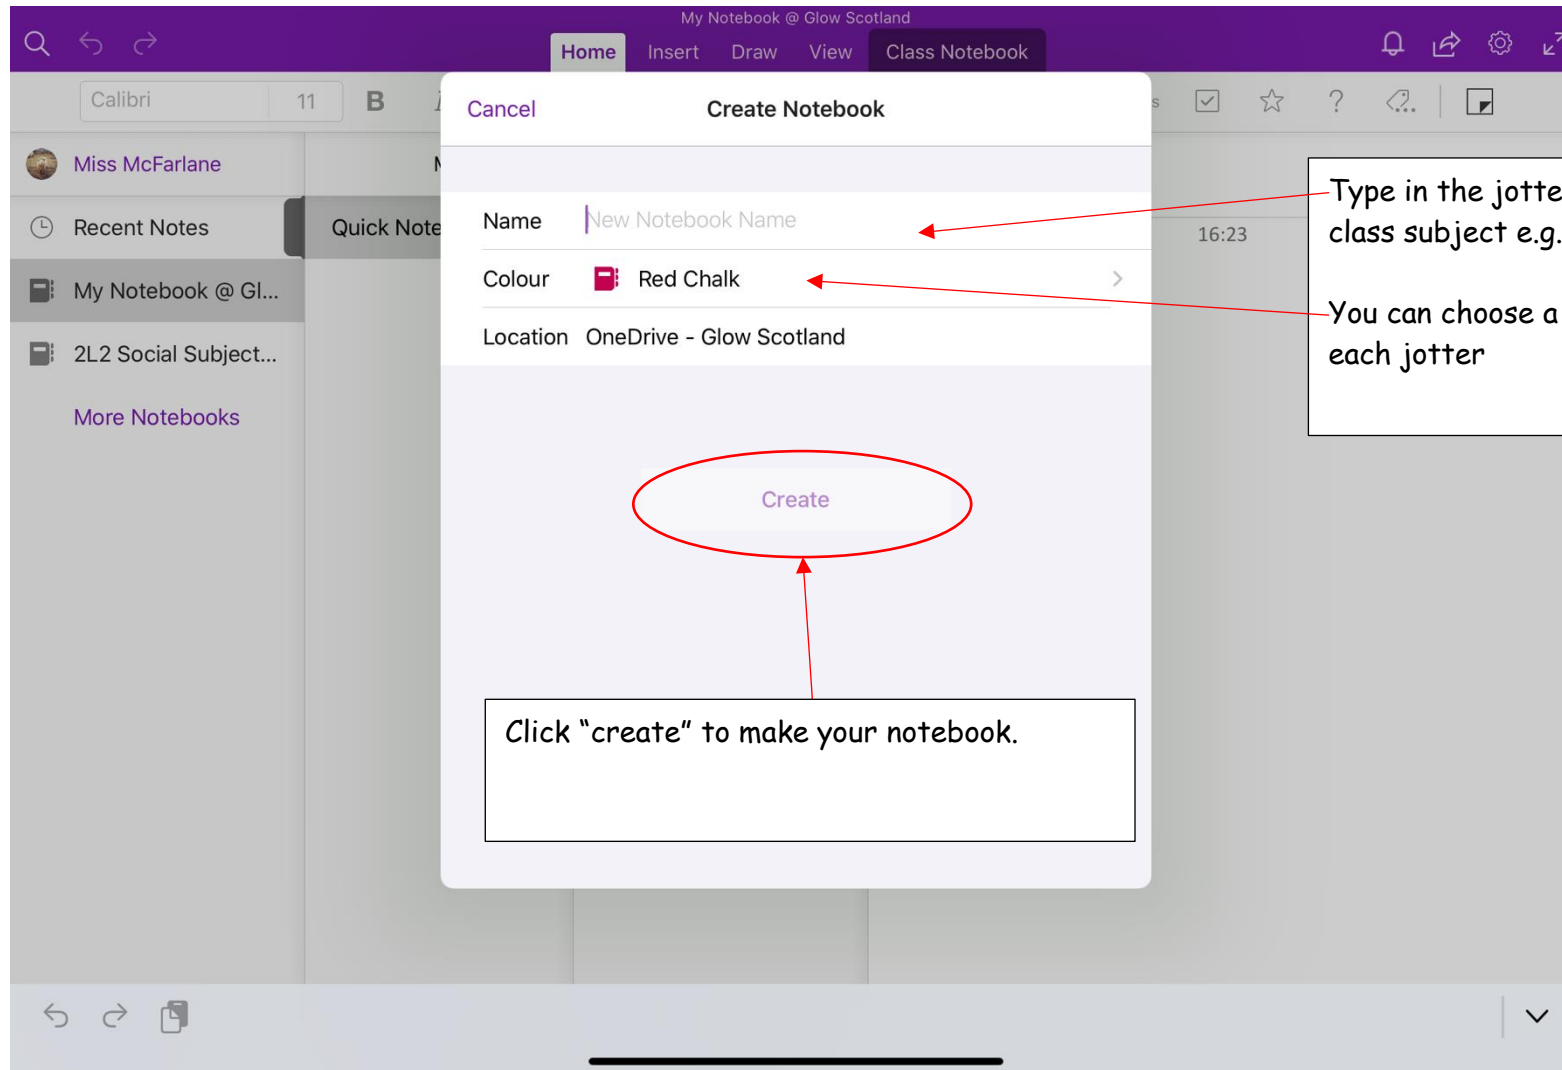 My Notebook @ Glow Scotland
Home Insert Draw View Class Notebook
Calibri 11 B
Cancel Create Notebook
Miss McFarlane
Name New Notebook Name
Recent Notes
Quick Note
16:23
Colour Red Chalk
My Notebook @ Gl...
Location OneDrive - Glow Scotland
2L2 Social Subject...
More Notebooks
Type in the
class subject e.g.
You can choose a
each jotter
Create
Click “create” to make your notebook.